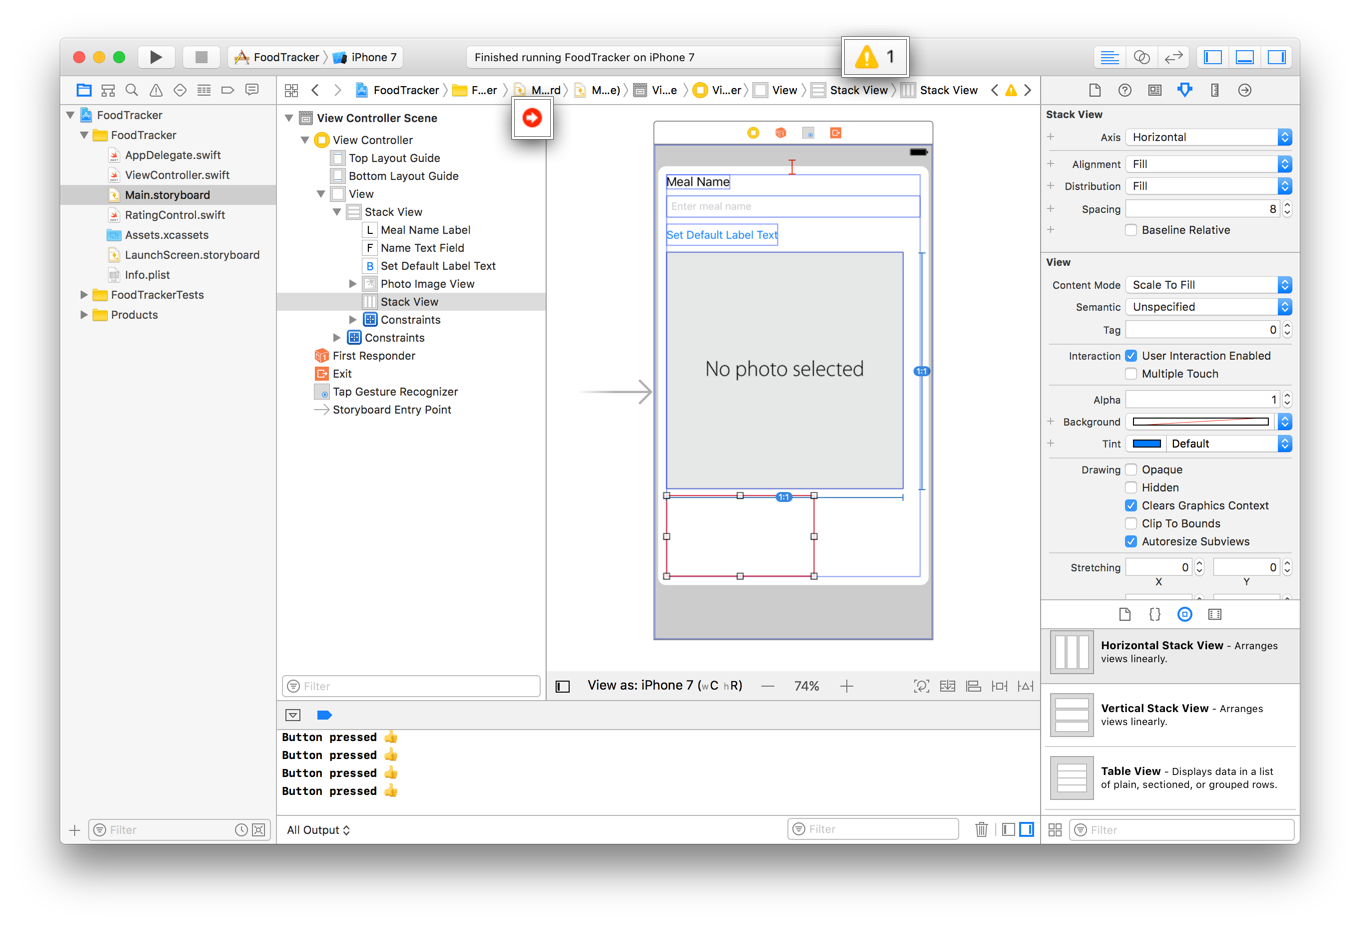 FoodTracker
iPhone 7
Finished running FoodTracker on iPhone 7
1
FoodTracker
F...er
M...rd
M...e)
Vi...e
Vi...er
View
Stack View
Stack View
FoodTracker
FoodTracker
AppDelegate.swift
ViewController.swift
Main.storyboard
RatingControl.swift
Assets.xcassets
LaunchScreen.storyboard
Info.plist
FoodTrackerTests
Products
Filter
View Controller Scene
View Controller
Top Layout Guide
Bottom Layout Guide
View
Stack View
L Meal Name Label
F Name Text Field
B Set Default Label Text
Photo Image View
Stack View
Constraints
Constraints
First Responder
Exit
Tap Gesture Recognizer
Storyboard Entry Point
Filter
Meal Name
Enter meal name
Set Default Label Text
No photo selected
1:1
1:1
View as: iPhone 7 (wC hR)
74%
Button pressed 👍
Button pressed 👍
Button pressed 👍
Button pressed 👍
All Output
Filter
Stack View
Axis Horizontal
Alignment Fill
Distribution Fill
Spacing 8
Baseline Relative
View
Content Mode Scale To Fill
Semantic Unspecified
Tag 0
Interaction User Interaction Enabled
Multiple Touch
Alpha 1
Background
Tint Default
Drawing Opaque
Hidden
Clears Graphics Context
Clip To Bounds
Autoresize Subviews
Stretching 0 0
X Y
{}
Horizontal Stack View - Arranges
views linearly.
Vertical Stack View - Arranges
views linearly.
Table View - Displays data in a list
of plain, sectioned, or grouped rows.
Filter